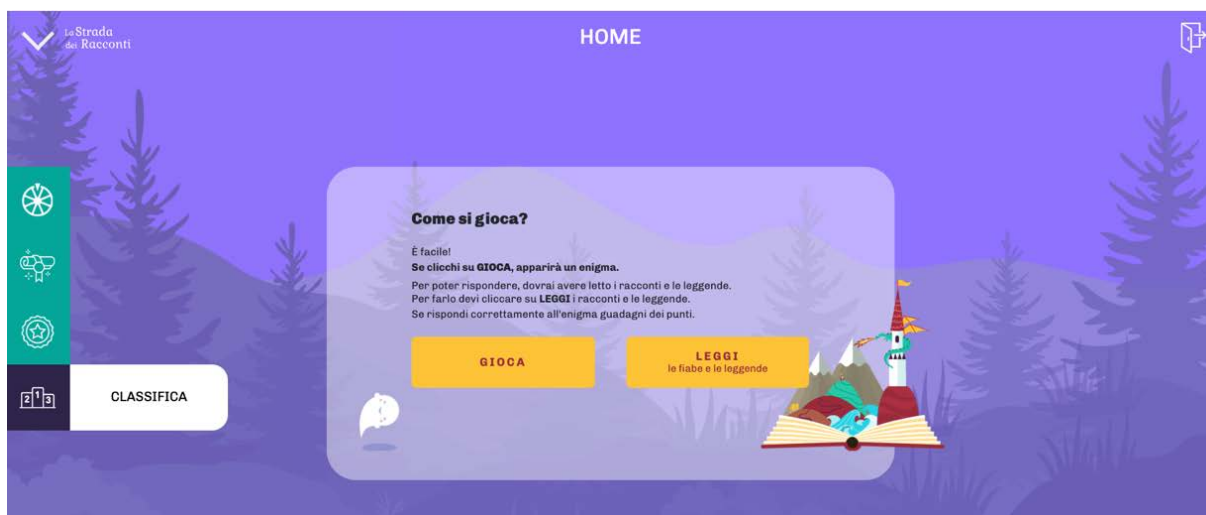 La Strada
dei Racconti
HOME
Come si gioca?
È facile!
Se clicchi su GIOCA, apparirà un enigma.
Per poter rispondere, dovrai avere letto i racconti e le leggende.
Per farlo devi cliccare su LEGGI i racconti e le leggende.
Se rispondi correttamente all'enigma guadagni dei punti.
GIOCA
LEGGI
le fiabe e le leggende
2 1 3
CLASSIFICA